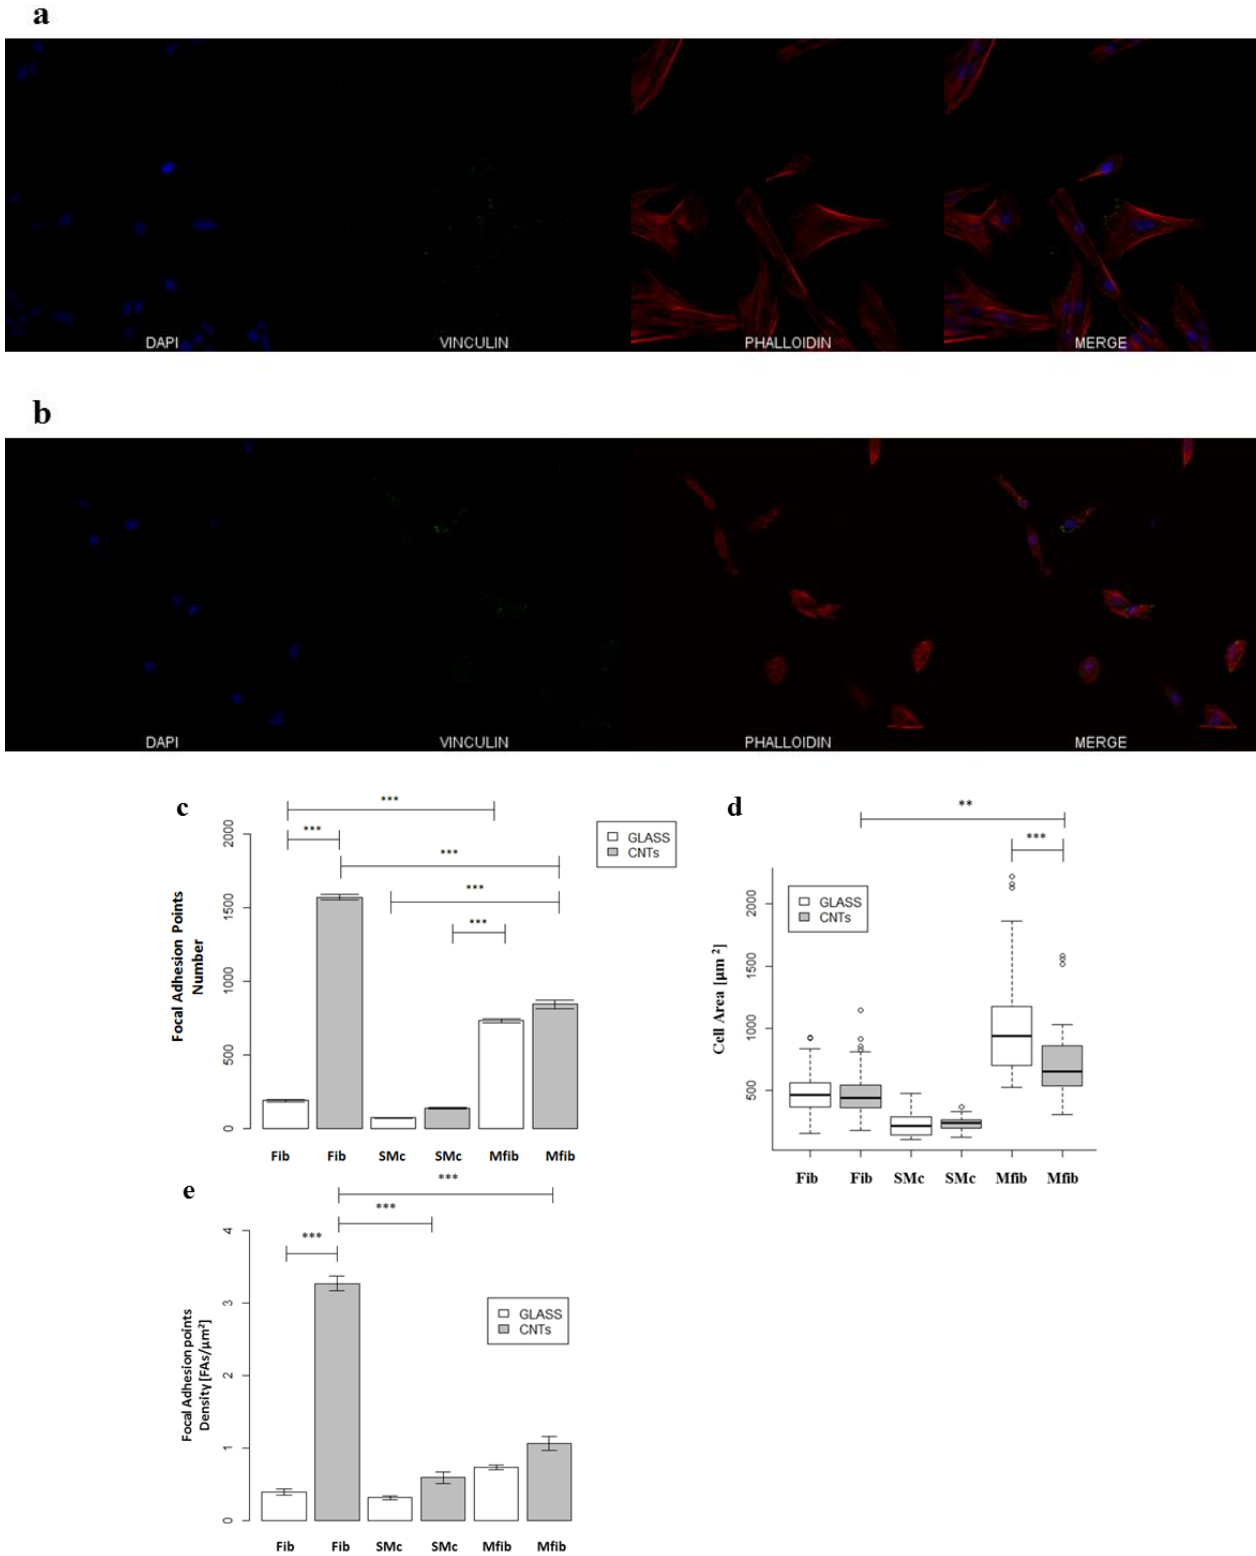 a
DAPI VINCULIN PHALLOIDIN MERGE
b
DAPI VINCULIN PHALLOIDIN MERGE
c
***
***
***
***
***
GLASS
CNTs
Focal Adhesion Points
Number
2000
1500
1000
500
0
Fib Fib SMc SMc Mfib Mfib
d
**
***
GLASS
CNTs
Cell Area [µm ²]
2000
1500
1000
500
Fib Fib SMc SMc Mfib Mfib
e
***
***
***
GLASS
CNTs
Focal Adhesion points
Density [FAs/µm²]
4
3
2
1
0
Fib Fib SMc SMc Mfib Mfib